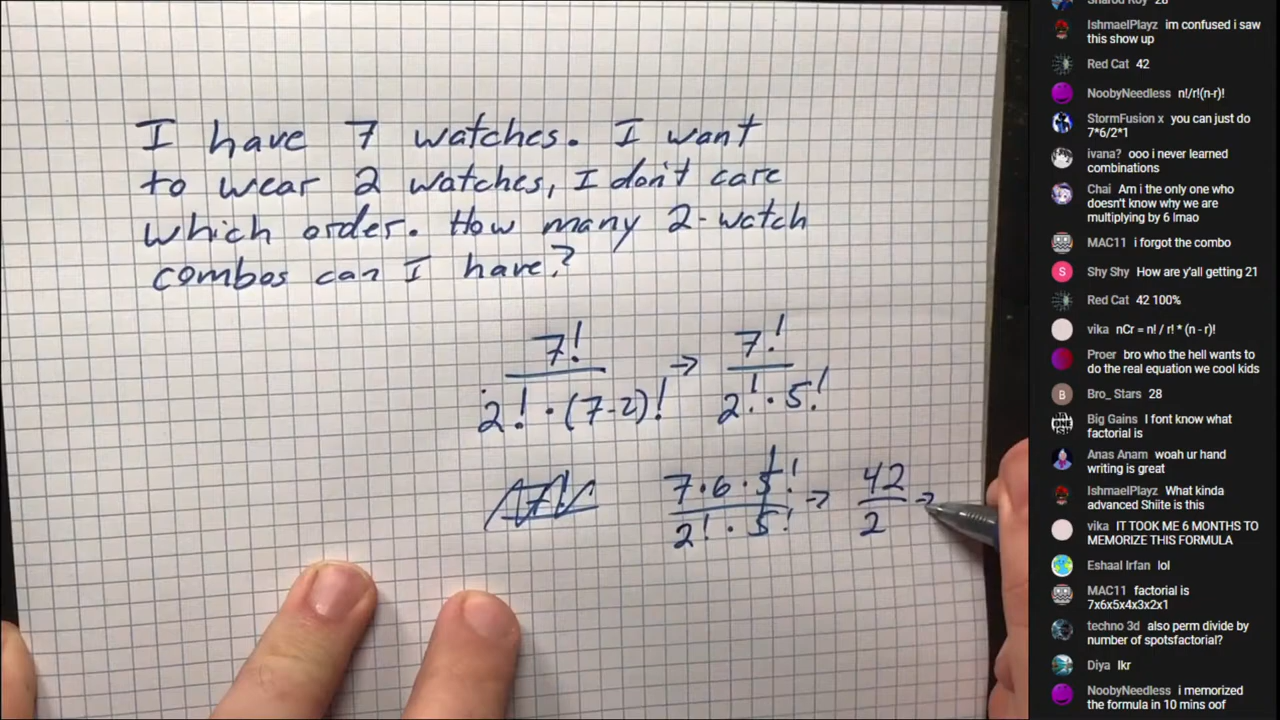 I have 7 watches. I want
to wear 2 watches, I don't care
which order. How many 2-watch
combos can I have?
7! / 2! · (7-2)! → 7! / 2! · 5!
7 · 6 · 5! / 2! · 5! → 42 / 2 →
28
IshmaelPlayz im confused i saw
this show up
Red Cat 42
NoobyNeedless n!/r!(n-r)!
StormFusion x you can just do
7*6/2*1
ivana? ooo i never learned
combinations
Chai Am i the only one who
doesn't know why we are
multiplying by 6 lmao
MAC11 i forgot the combo
Shy Shy How are y'all getting 21
Red Cat 42 100%
vika nCr = n! / r! * (n - r)!
Proer bro who the hell wants to
do the real equation we cool kids
Bro_ Stars 28
Big Gains I font know what
factorial is
Anas Anam woah ur hand
writing is great
IshmaelPlayz What kinda
advanced Shiite is this
vika IT TOOK ME 6 MONTHS TO
MEMORIZE THIS FORMULA
Eshaal Irfan lol
MAC11 factorial is
7x6x5x4x3x2x1
techno 3d also perm divide by
number of spotsfactorial?
Diya Ikr
NoobyNeedless i memorized
the formula in 10 mins oof